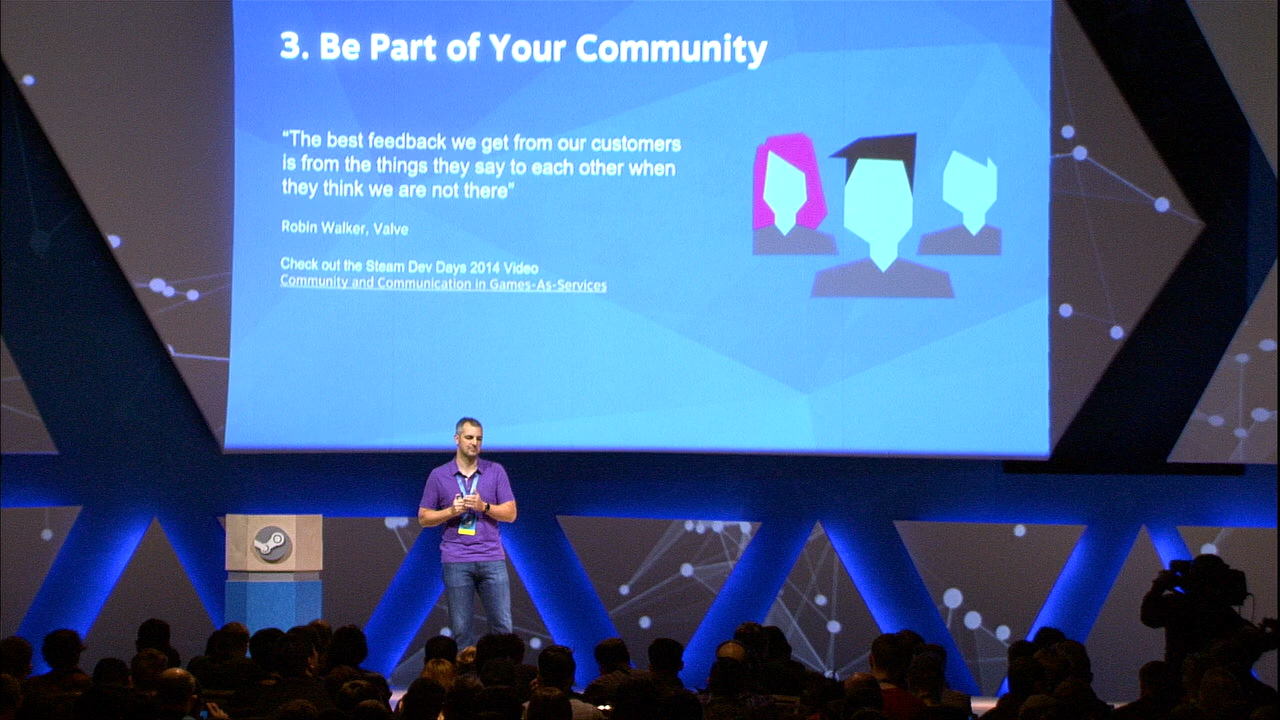 3. Be Part of Your Community
“The best feedback we get from our customers
is from the things they say to each other when
they think we are not there”
Robin Walker, Valve
Check out the Steam Dev Days 2014 Video
Community and Communication in Games-As-Services